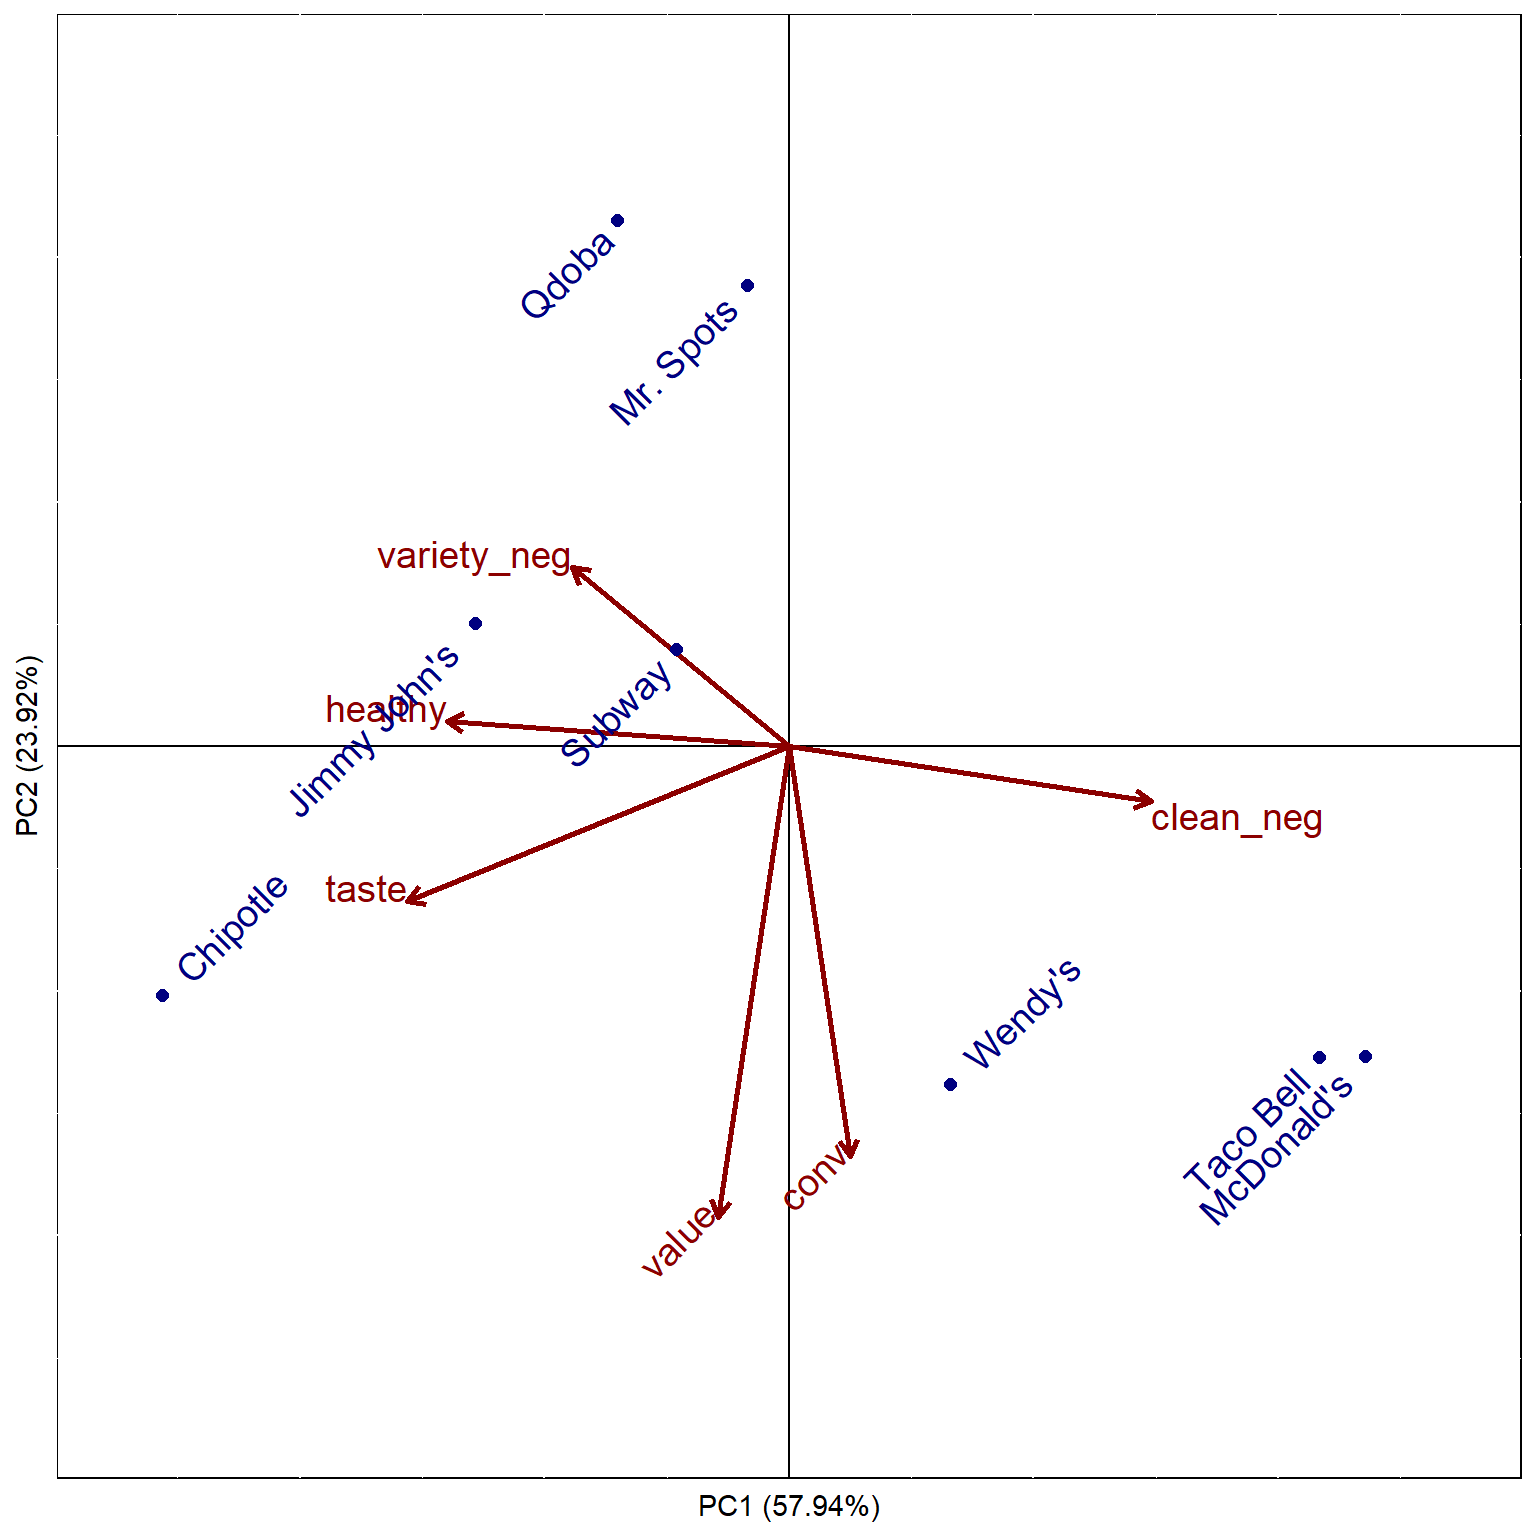 Qdoba
Mr. Spots
variety_neg
Jimmy John's
healthy
Subway
clean_neg
taste
Chipotle
Wendy's
Taco Bell
McDonald's
conv
value
PC2 (23.92%)
PC1 (57.94%)